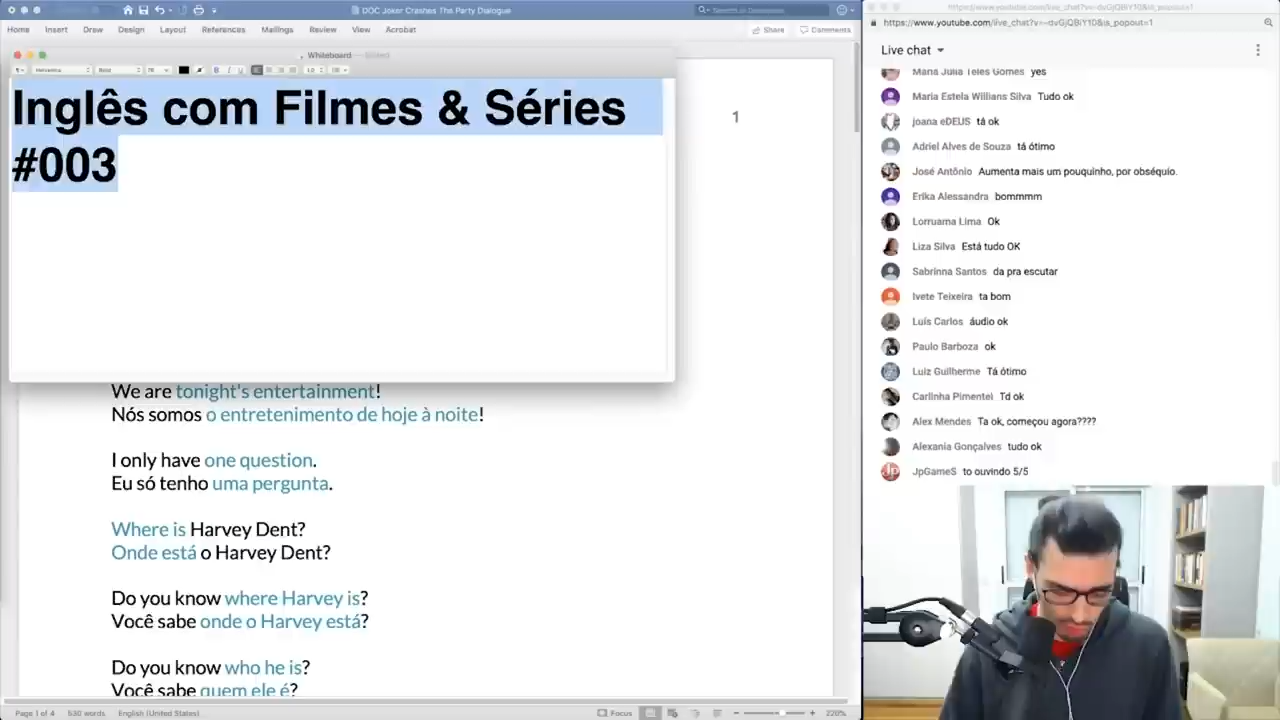 DOC Joker Crashes The Party Dialogue
Home Insert Draw Design Layout References Mailings Review View Acrobat Share Comments
Whiteboard
Inglês com Filmes & Séries
#003
1
We are tonight's entertainment!
Nós somos o entretenimento de hoje à noite!
I only have one question.
Eu só tenho uma pergunta.
Where is Harvey Dent?
Onde está o Harvey Dent?
Do you know where Harvey is?
Você sabe onde o Harvey está?
Do you know who he is?
Você sabe quem ele é?
Page 1 of 4 530 words English (United States) Focus 220%
Live chat
Maria Julia Teles Gomes yes
Maria Estela Willians Silva Tudo ok
joana eDEUS tá ok
Adriel Alves de Souza tá ótimo
José Antônio Aumenta mais um pouquinho, por obséquio.
Erika Alessandra bommmm
Lorruama Lima Ok
Liza Silva Está tudo OK
Sabrinna Santos da pra escutar
Ivete Teixeira ta bom
Luís Carlos áudio ok
Paulo Barboza ok
Luiz Guilherme Tá ótimo
Carlinha Pimentel Td ok
Alex Mendes Ta ok, começou agora????
Alexania Gonçalves tudo ok
JpGameS to ouvindo 5/5